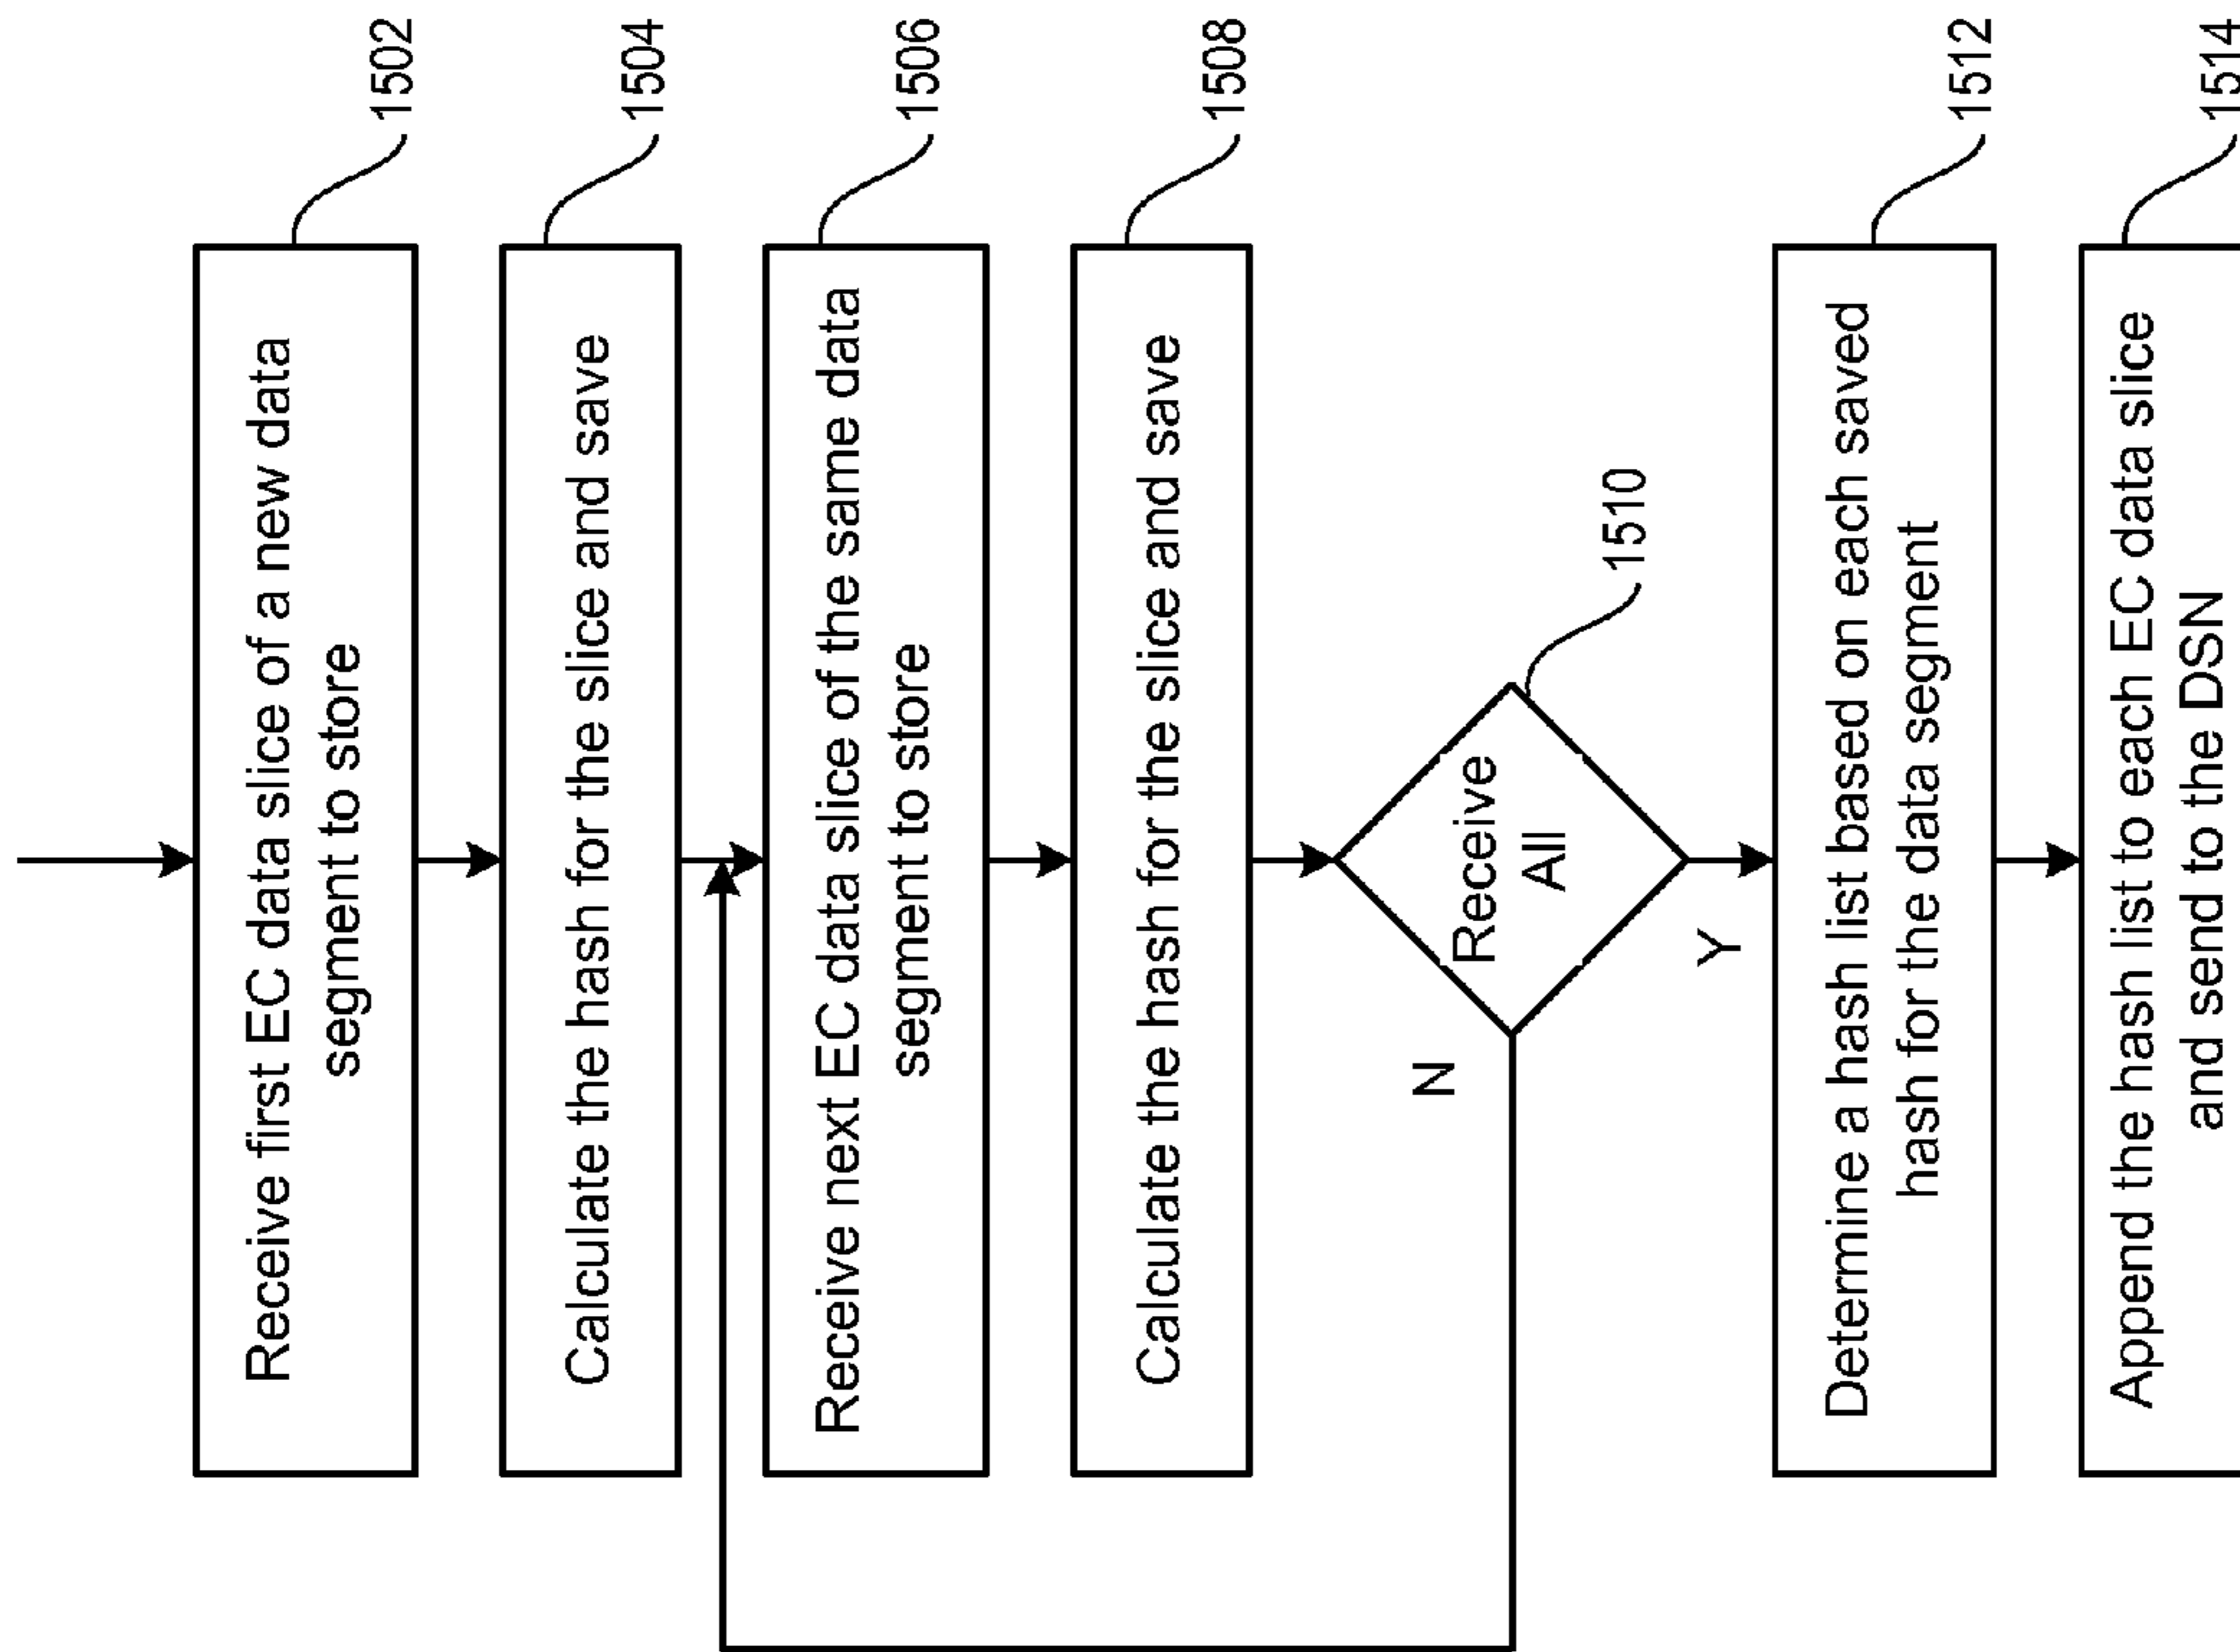 Receive first EC data slice of a new data
segment to store
1502
Calculate the hash for the slice and save
1504
Receive next EC data slice of the same data
segment to store
1506
Calculate the hash for the slice and save
1508
Receive
All
1510
N
Y
Determine a hash list based on each saved
hash for the data segment
1512
Append the hash list to each EC data slice
and send to the DSN
1514